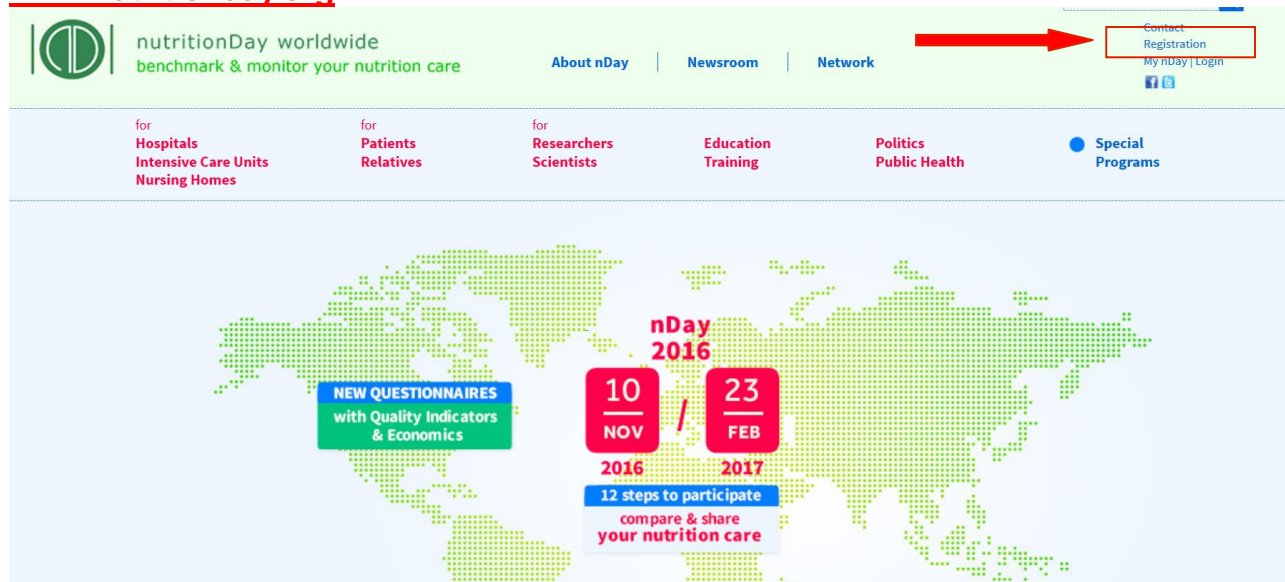 nutritionDay worldwide
benchmark & monitor your nutrition care
About nDay
Newsroom
Network
Contact
Registration
My nDay | Login
for
Hospitals
Intensive Care Units
Nursing Homes
for
Patients
Relatives
for
Researchers
Scientists
Education
Training
Politics
Public Health
Special
Programs
nDay
2016
NEW QUESTIONNAIRES
with Quality Indicators
& Economics
10
NOV
2016
/
23
FEB
2017
12 steps to participate
compare & share
your nutrition care